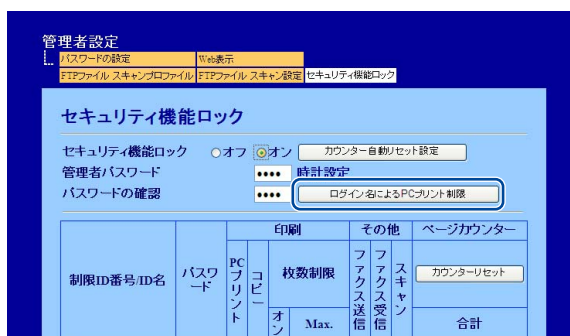 管理者設定
パスワードの設定 Web表示
FTPファイル スキャンプロファイル FTPファイル スキャン設定 セキュリティ機能ロック
セキュリティ機能ロック
セキュリティ機能ロック オフ オン カウンター自動リセット設定
管理者パスワード •••• 時計設定
パスワードの確認 •••• ログイン名によるPCプリント制限
印刷 その他 ページカウンター
制限ID番号/ID名 パスワード PCプリント コピー 枚数制限 ファクス送信 ファクス受信 スキャン カウンターリセット
オン Max. 合計